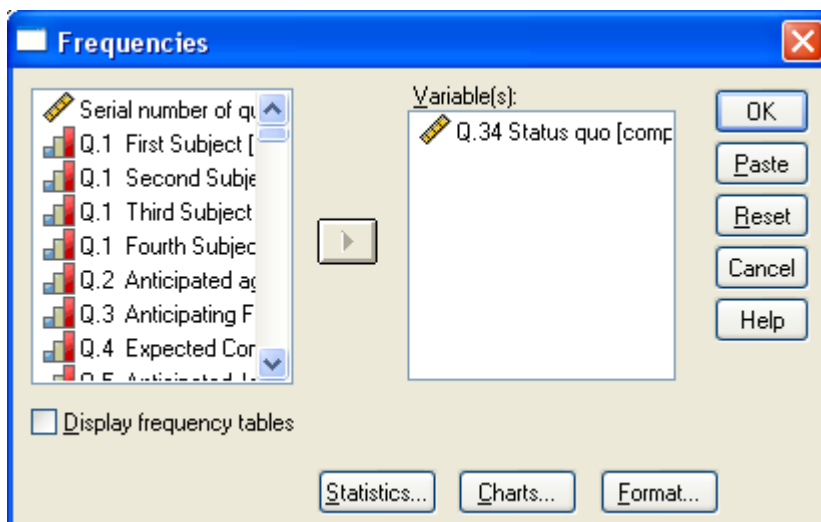 Frequencies
Serial number of qu
Q.1 First Subject [
Q.1 Second Subje
Q.1 Third Subject
Q.1 Fourth Subjec
Q.2 Anticipated ag
Q.3 Anticipating F
Q.4 Expected Cor
Display frequency tables
Variable(s):
Q.34 Status quo [comp
OK
Paste
Reset
Cancel
Help
Statistics...
Charts...
Format...